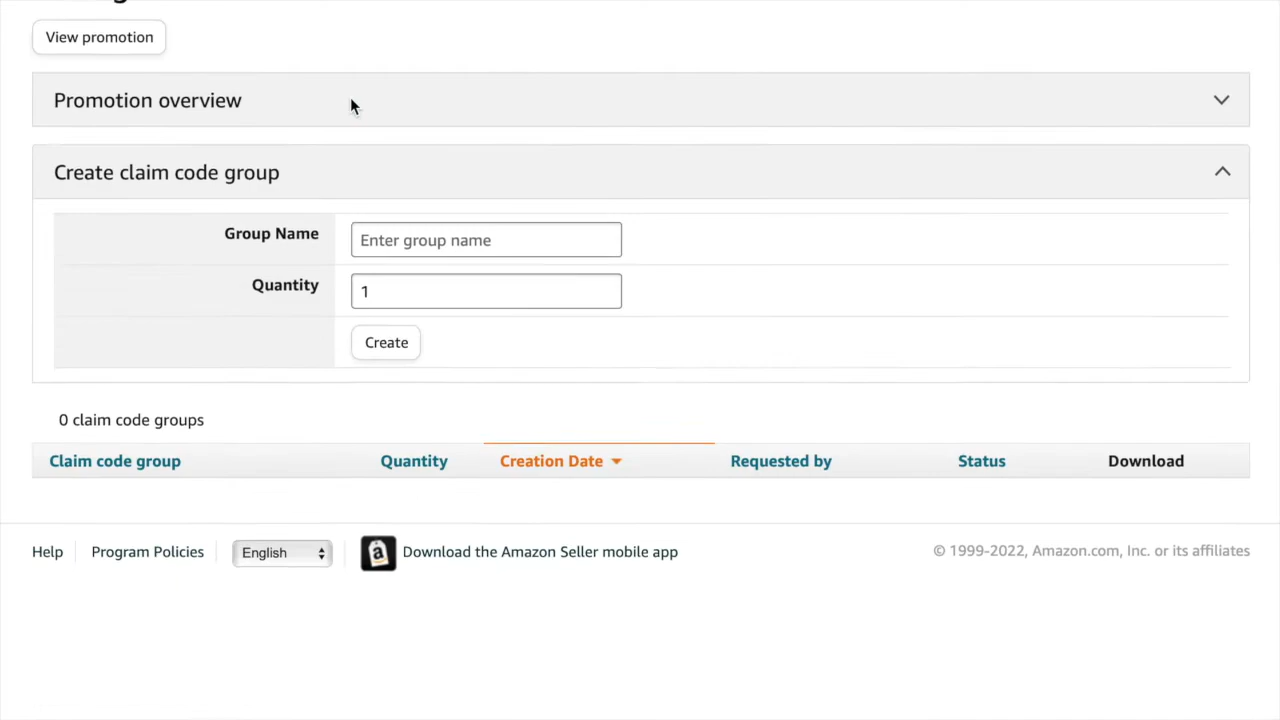 View promotion
Promotion overview
Create claim code group
Group Name
Enter group name
Quantity
1
Create
0 claim code groups
Claim code group Quantity Creation Date Requested by Status Download
Help Program Policies English Download the Amazon Seller mobile app © 1999-2022, Amazon.com, Inc. or its affiliates